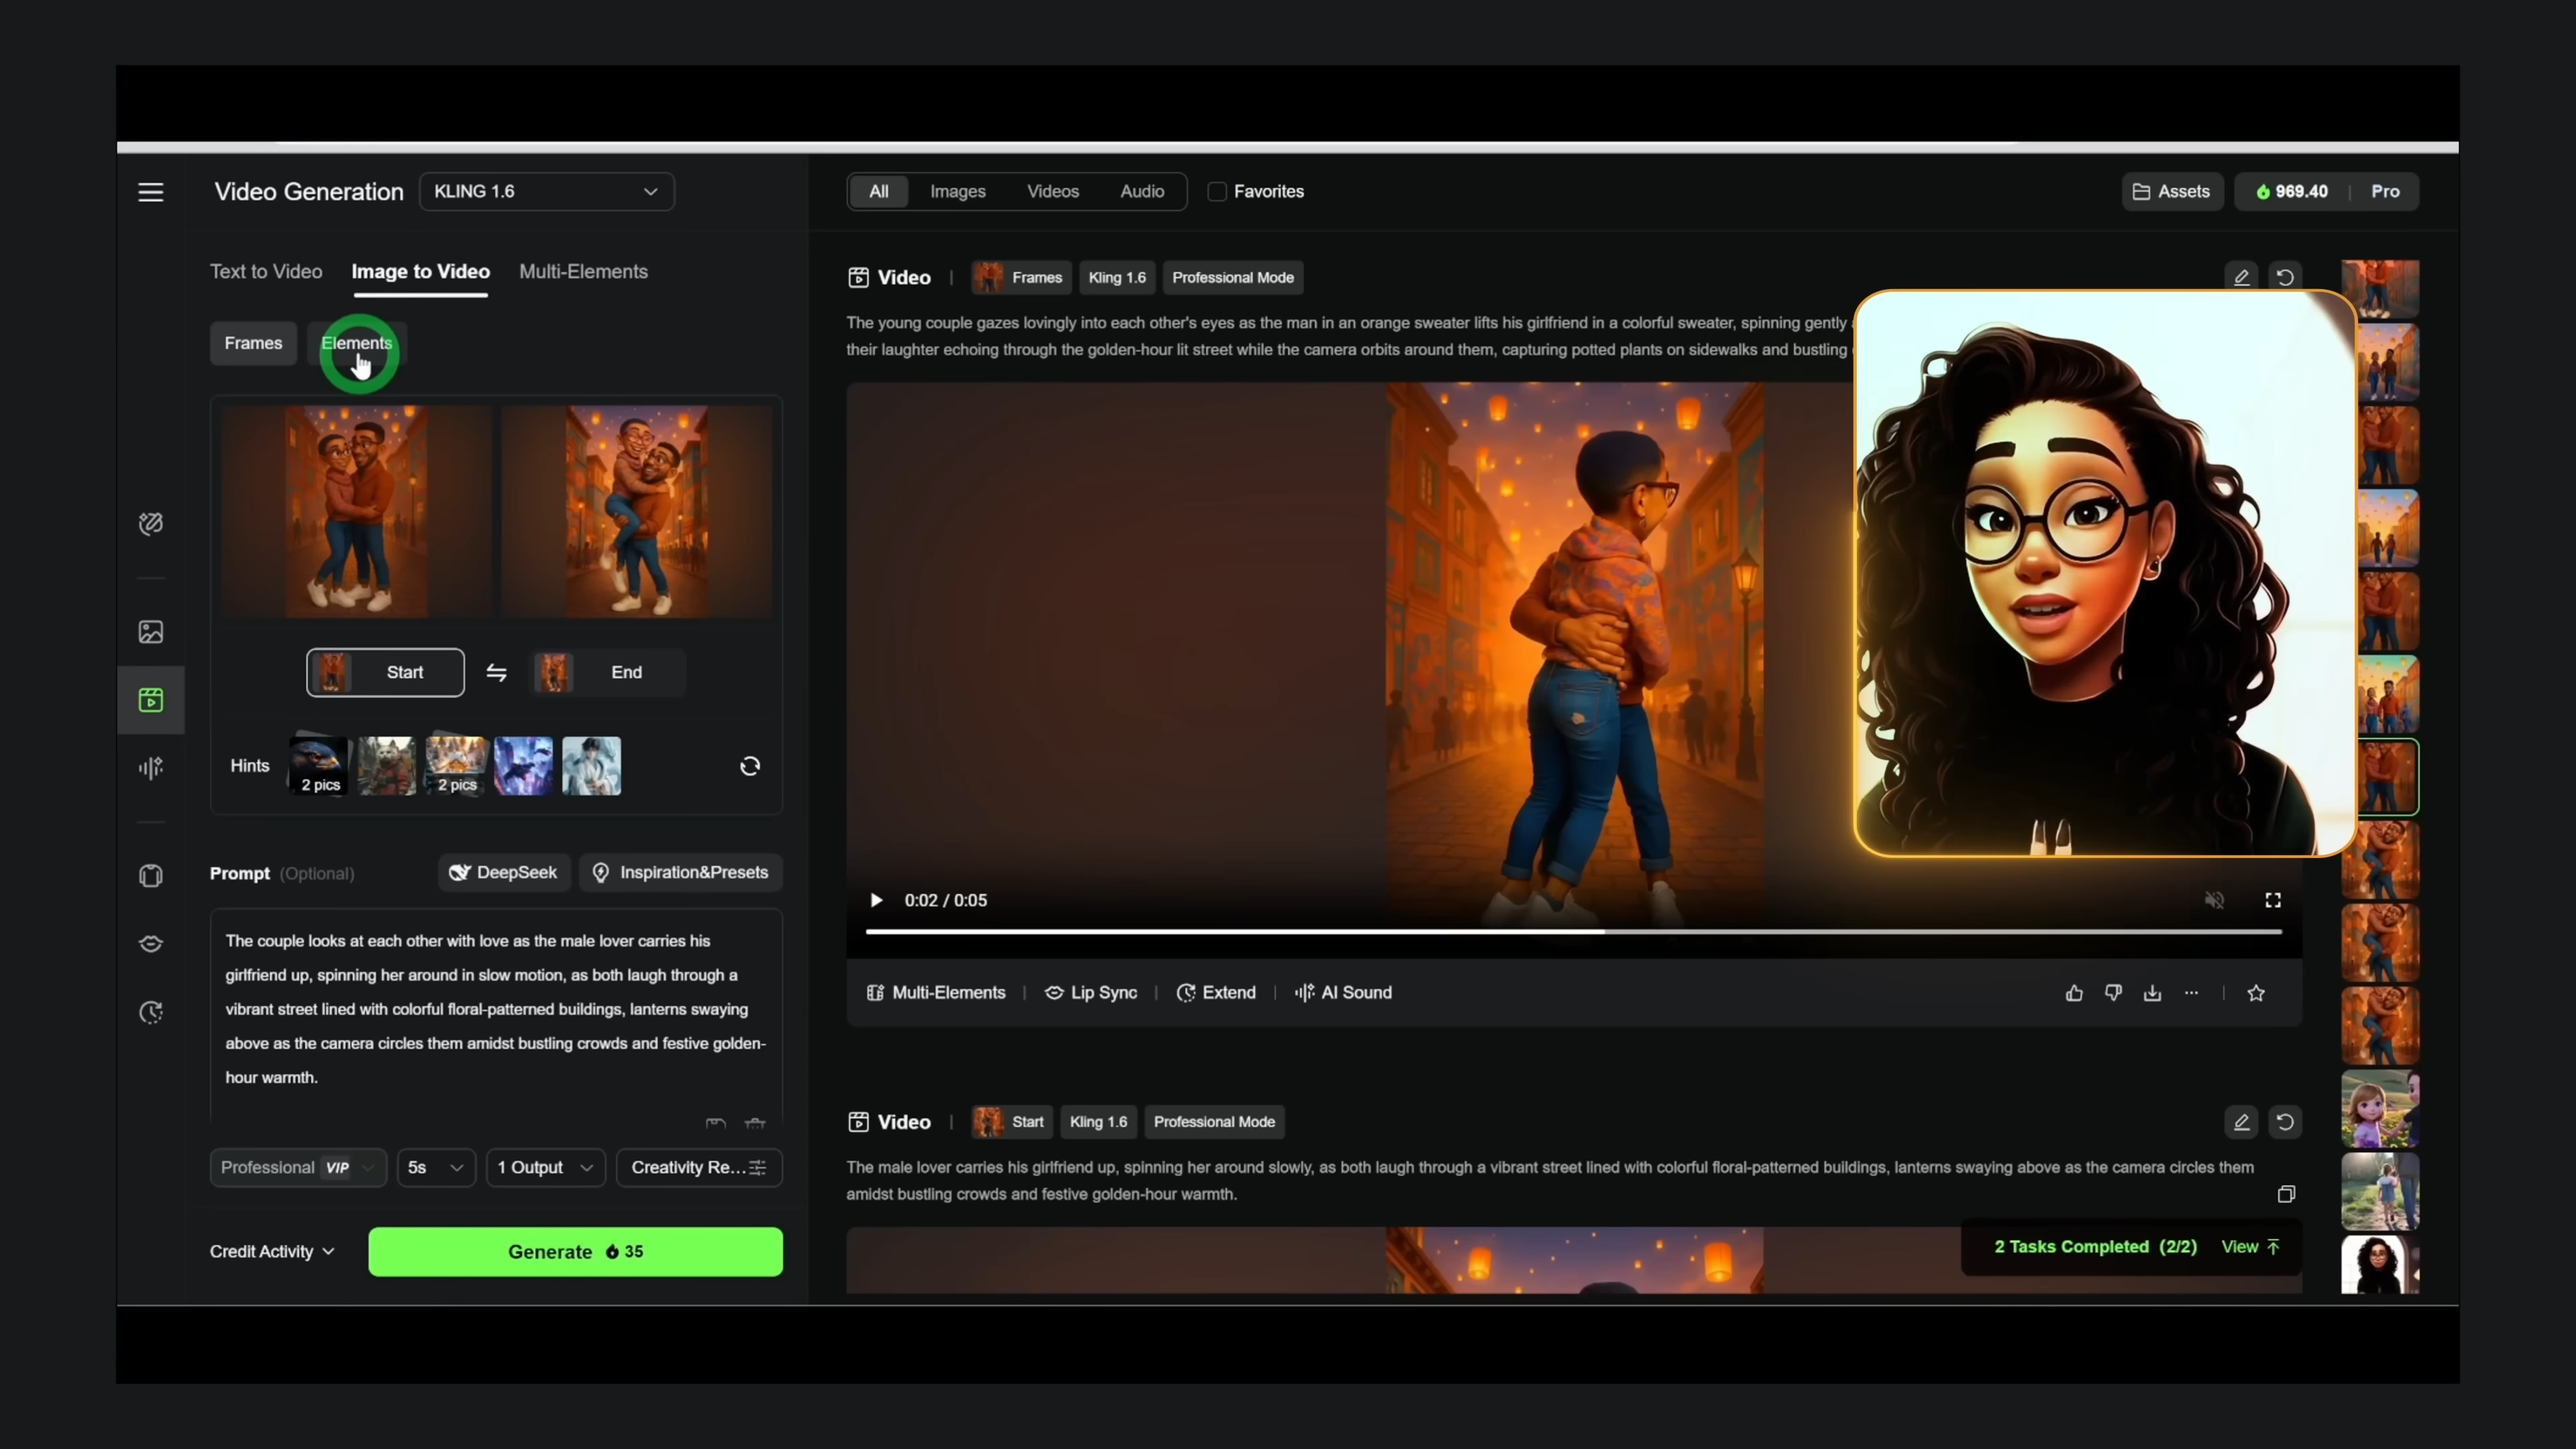 Video Generation
KLING 1.6
All
Images
Videos
Audio
Favorites
Assets
969.40
Pro
Text to Video
Image to Video
Multi-Elements
Frames
Elements
Start
End
Hints
2 pics
2 pics
Prompt (Optional)
DeepSeek
Inspiration&Presets
The couple looks at each other with love as the male lover carries his
girlfriend up, spinning her around in slow motion, as both laugh through a
vibrant street lined with colorful floral-patterned buildings, lanterns swaying
above as the camera circles them amidst bustling crowds and festive golden-
hour warmth.
Professional VIP
5s
1 Output
Creativity Re...
Credit Activity
Generate 35
Video
Frames
Kling 1.6
Professional Mode
The young couple gazes lovingly into each other's eyes as the man in an orange sweater lifts his girlfriend in a colorful sweater, spinning gently
their laughter echoing through the golden-hour lit street while the camera orbits around them, capturing potted plants on sidewalks and bustling
0:02 / 0:05
Multi-Elements
Lip Sync
Extend
AI Sound
Video
Start
Kling 1.6
Professional Mode
The male lover carries his girlfriend up, spinning her around slowly, as both laugh through a vibrant street lined with colorful floral-patterned buildings, lanterns swaying above as the camera circles them
amidst bustling crowds and festive golden-hour warmth.
2 Tasks Completed (2/2)
View